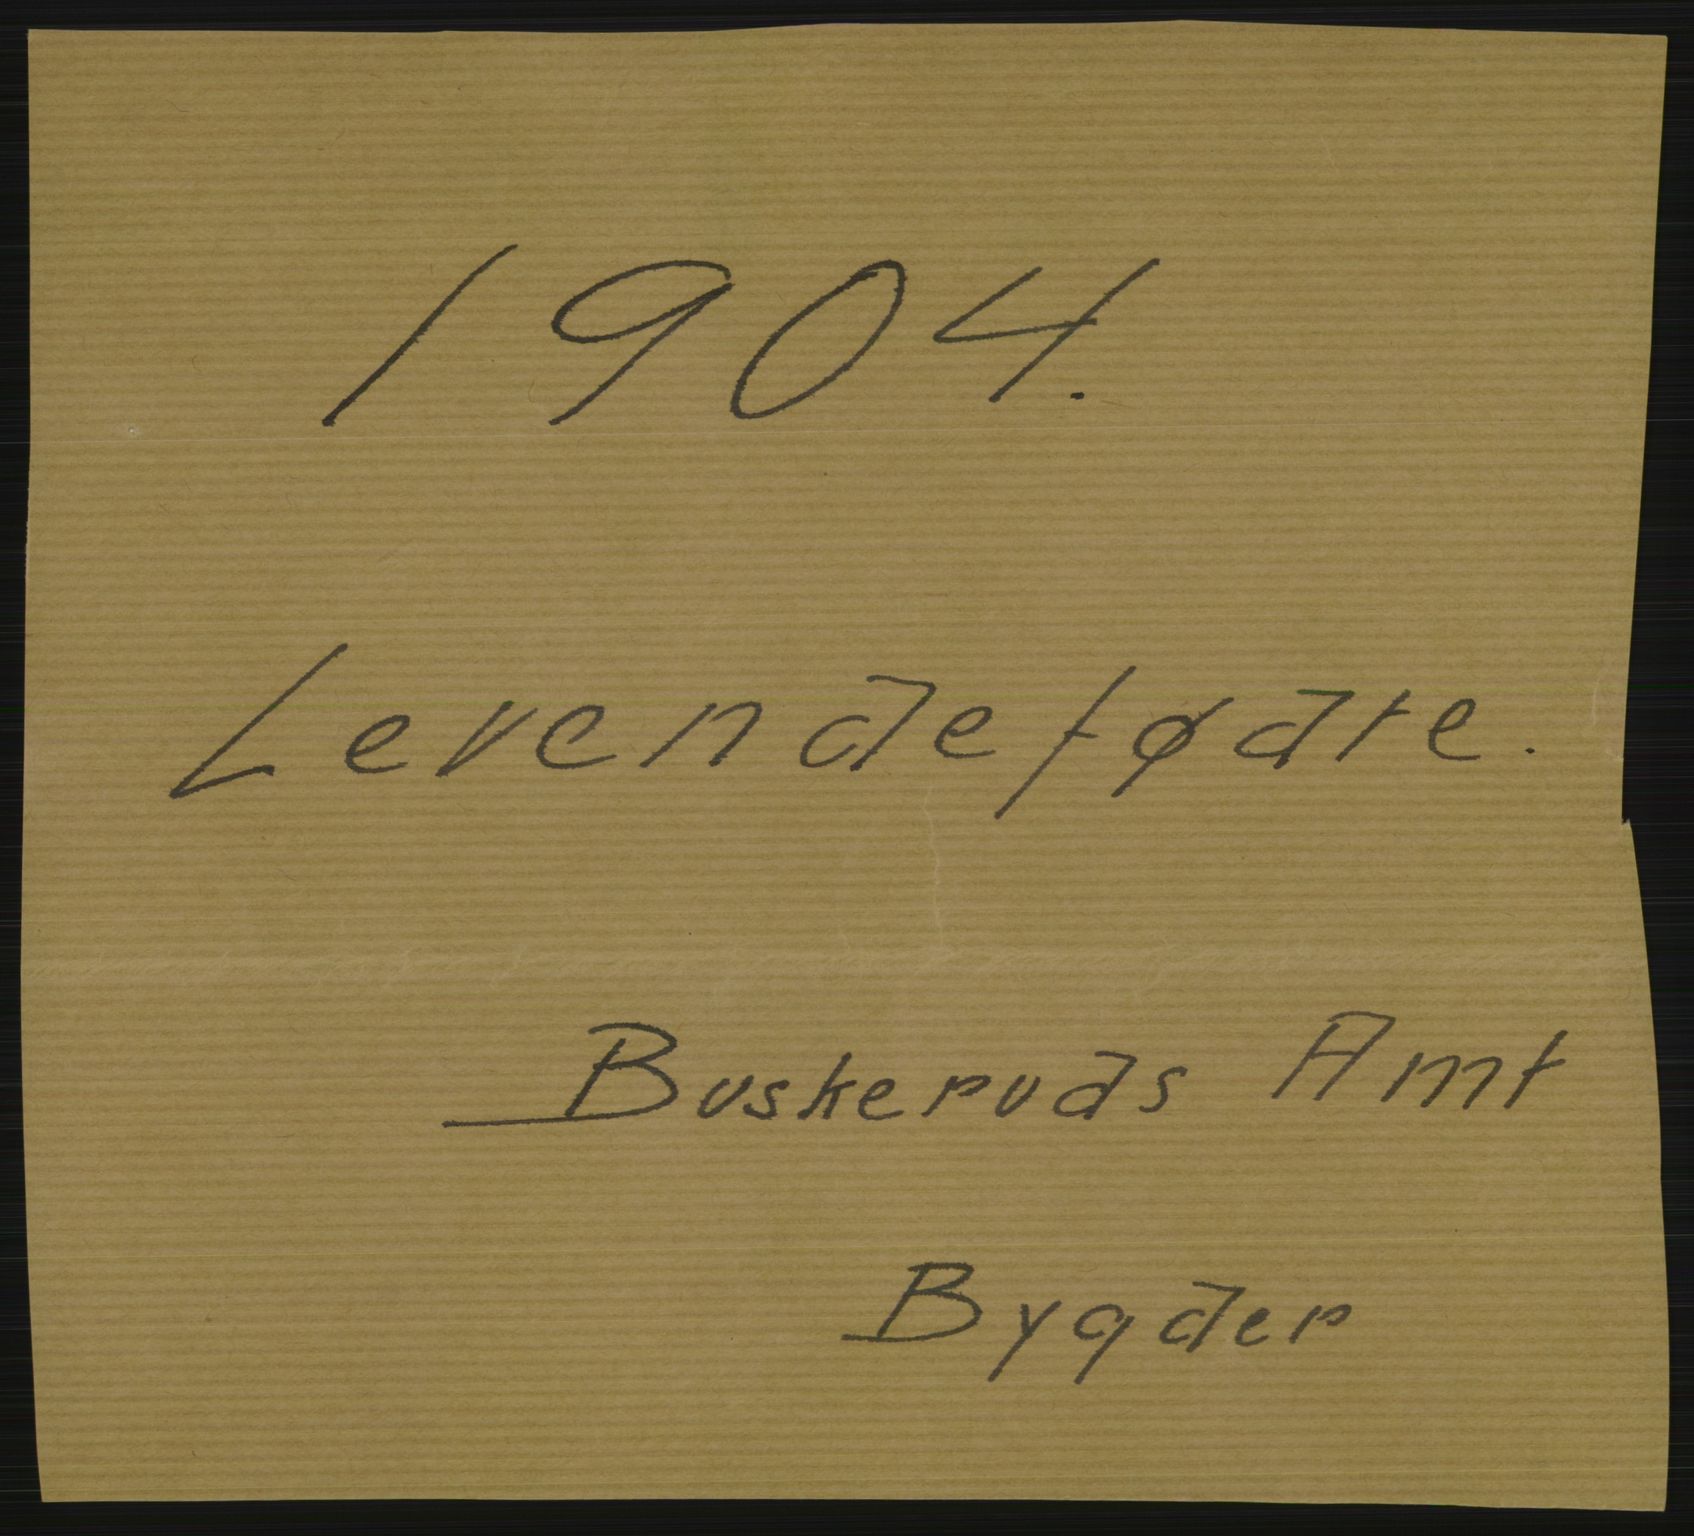 1904.
Levendefødte.
Buskeruds Amt
Bygder